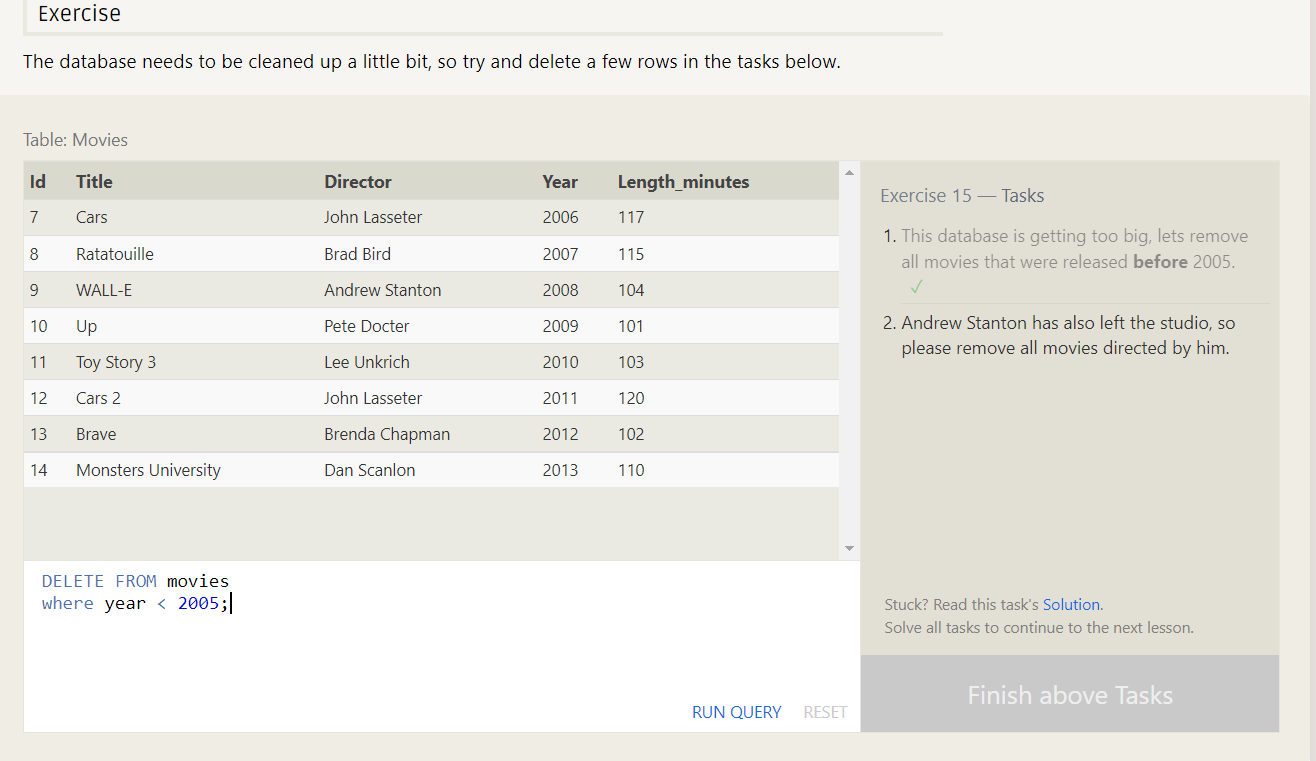 Exercise
The database needs to be cleaned up a little bit, so try and delete a few rows in the tasks below.
Table: Movies
Id Title Director Year Length_minutes
7 Cars John Lasseter 2006 117
8 Ratatouille Brad Bird 2007 115
9 WALL-E Andrew Stanton 2008 104
10 Up Pete Docter 2009 101
11 Toy Story 3 Lee Unkrich 2010 103
12 Cars 2 John Lasseter 2011 120
13 Brave Brenda Chapman 2012 102
14 Monsters University Dan Scanlon 2013 110
DELETE FROM movies
where year < 2005;
RUN QUERY RESET
Exercise 15 — Tasks
1. This database is getting too big, lets remove
all movies that were released before 2005.
✓
2. Andrew Stanton has also left the studio, so
please remove all movies directed by him.
Stuck? Read this task's Solution.
Solve all tasks to continue to the next lesson.
Finish above Tasks